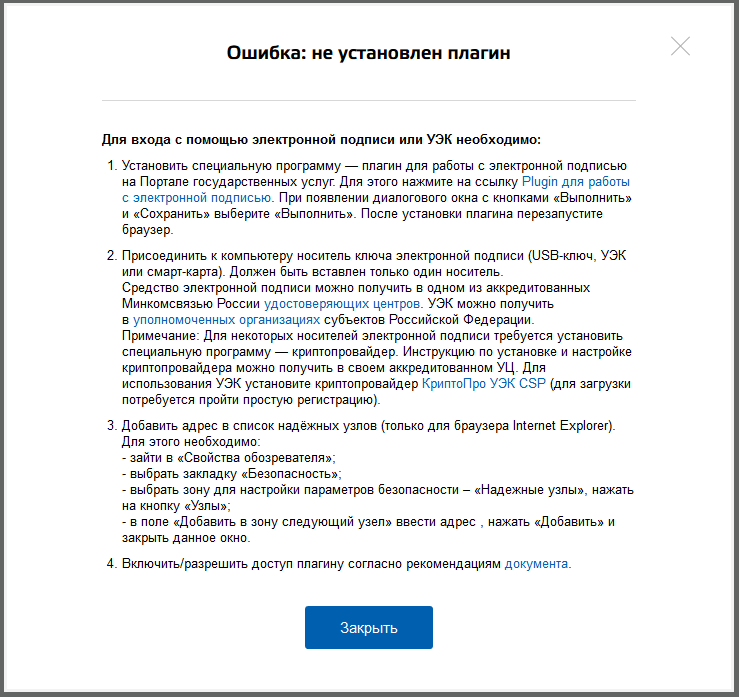 Ошибка: не установлен плагин
Для входа с помощью электронной подписи или УЭК необходимо:
1. Установить специальную программу — плагин для работы с электронной подписью
на Портале государственных услуг. Для этого нажмите на ссылку Plugin для работы
с электронной подписью. При появлении диалогового окна с кнопками «Выполнить»
и «Сохранить» выберите «Выполнить». После установки плагина перезапустите
браузер.
2. Присоединить к компьютеру носитель ключа электронной подписи (USB-ключ, УЭК
или смарт-карта). Должен быть вставлен только один носитель.
Средство электронной подписи можно получить в одном из аккредитованных
Минкомсвязью России удостоверяющих центров. УЭК можно получить
в уполномоченных организациях субъектов Российской Федерации.
Примечание: Для некоторых носителей электронной подписи требуется установить
специальную программу — криптопровайдер. Инструкцию по установке и настройке
криптопровайдера можно получить в своем аккредитованном УЦ. Для
использования УЭК установите криптопровайдер КриптоПро УЭК CSP (для загрузки
потребуется пройти простую регистрацию).
3. Добавить адрес в список надёжных узлов (только для браузера Internet Explorer).
Для этого необходимо:
- зайти в «Свойства обозревателя»;
- выбрать закладку «Безопасность»;
- выбрать зону для настройки параметров безопасности – «Надежные узлы», нажать
на кнопку «Узлы»;
- в поле «Добавить в зону следующий узел» ввести адрес , нажать «Добавить» и
закрыть данное окно.
4. Включить/разрешить доступ плагину согласно рекомендациям документа.
Закрыть